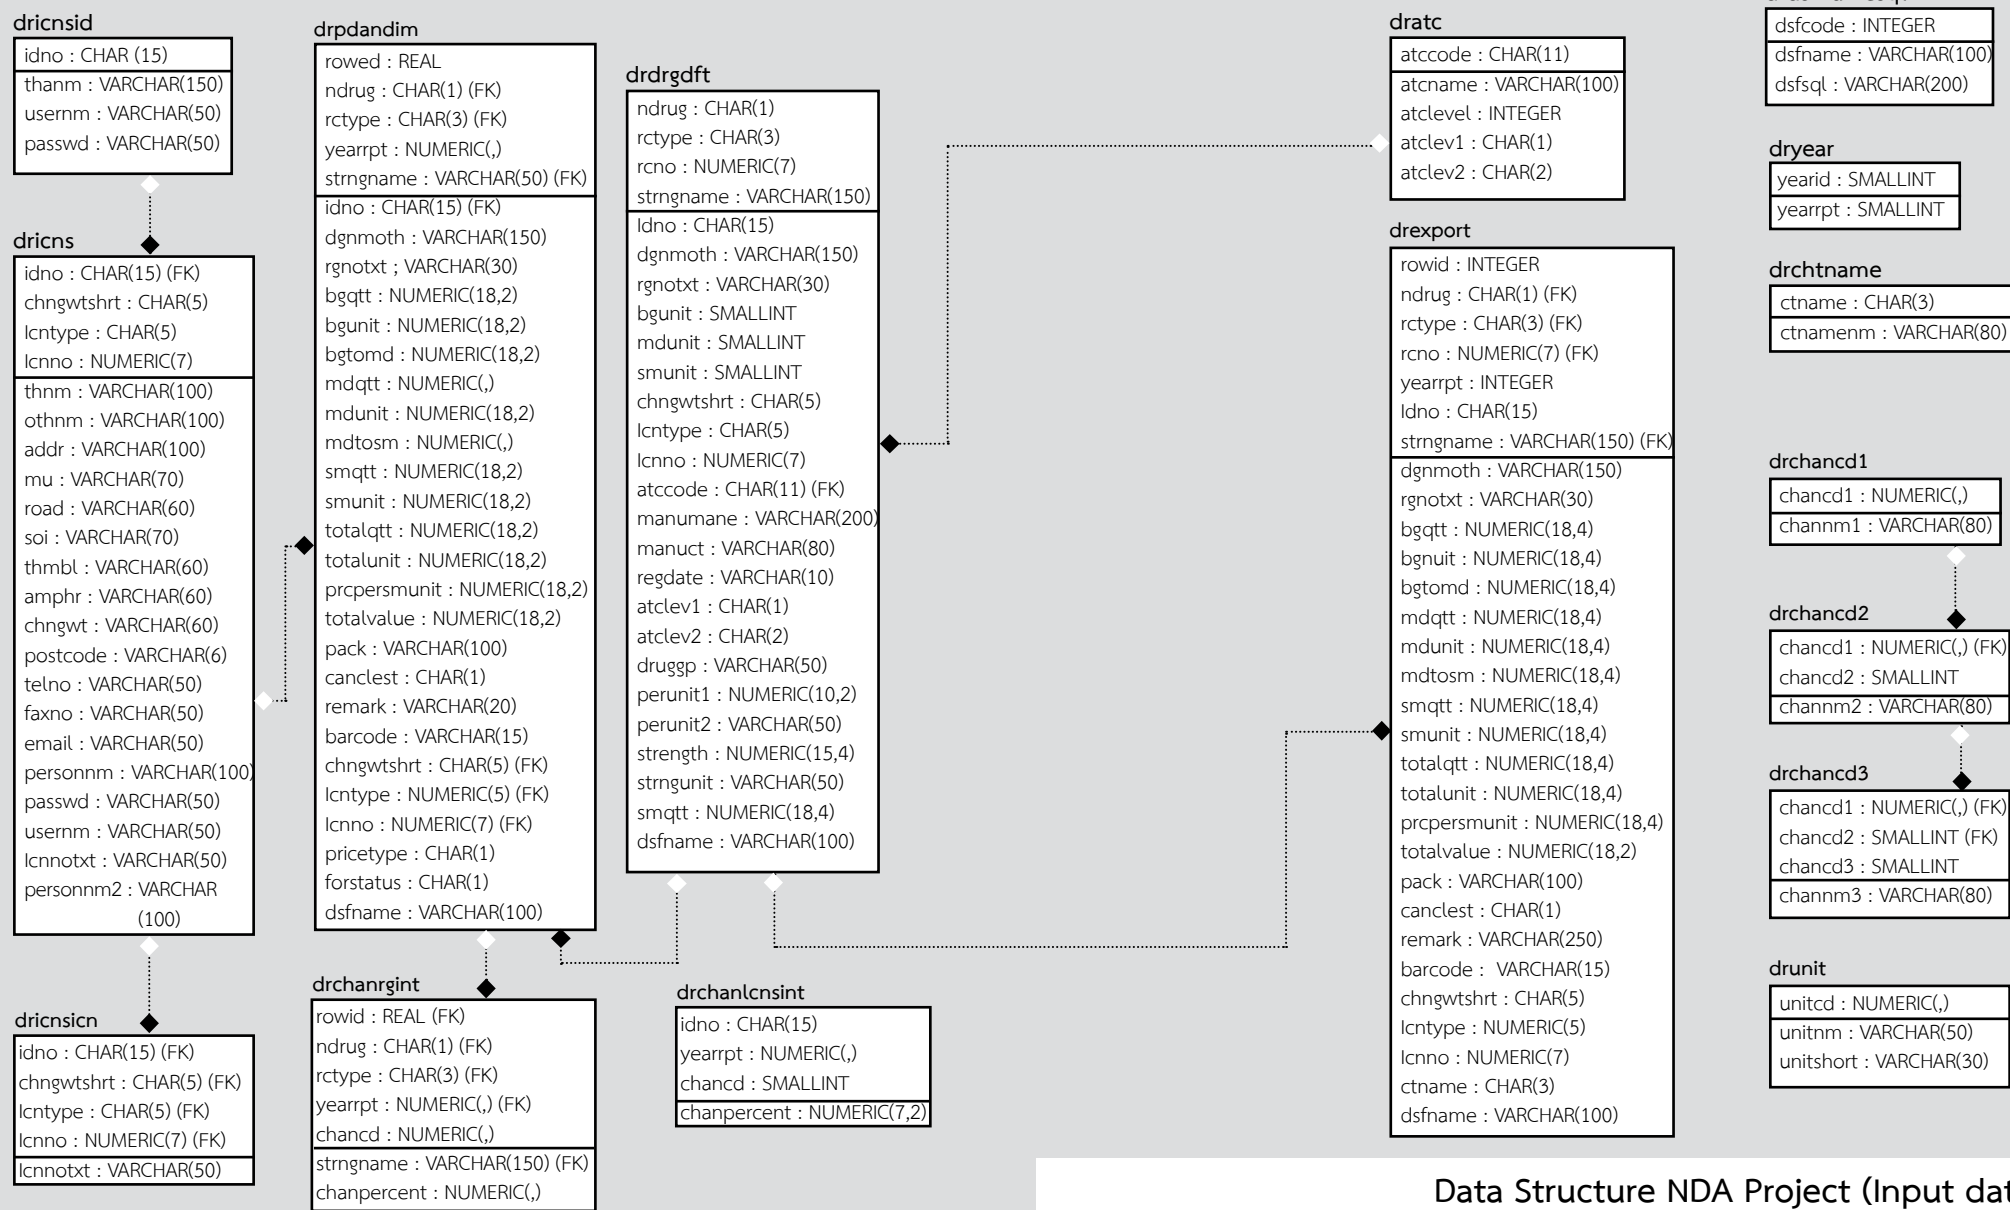 dricnsid
idno : CHAR (15)
thanm : VARCHAR(150)
usernm : VARCHAR(50)
passwd : VARCHAR(50)
dricns
idno : CHAR(15) (FK)
chngwtshrt : CHAR(5)
lcntype : CHAR(5)
lcnno : NUMERIC(7)
thnm : VARCHAR(100)
othnm : VARCHAR(100)
addr : VARCHAR(100)
mu : VARCHAR(70)
road : VARCHAR(60)
soi : VARCHAR(70)
thmbl : VARCHAR(60)
amphr : VARCHAR(60)
chngwt : VARCHAR(60)
postcode : VARCHAR(6)
telno : VARCHAR(50)
faxno : VARCHAR(50)
email : VARCHAR(50)
personnm : VARCHAR(100)
passwd : VARCHAR(50)
usernm : VARCHAR(50)
lcnnotxt : VARCHAR(50)
personnm2 : VARCHAR
(100)
dricnsicn
idno : CHAR(15) (FK)
chngwtshrt : CHAR(5) (FK)
lcntype : CHAR(5) (FK)
lcnno : NUMERIC(7) (FK)
lcnnotxt : VARCHAR(50)
drpdandim
rowed : REAL
ndrug : CHAR(1) (FK)
rctype : CHAR(3) (FK)
yearrpt : NUMERIC(,)
strngname : VARCHAR(50) (FK)
idno : CHAR(15) (FK)
dgnmoth : VARCHAR(150)
rgnotxt ; VARCHAR(30)
bgqtt : NUMERIC(18,2)
bgunit : NUMERIC(18,2)
bgtomd : NUMERIC(18,2)
mdqtt : NUMERIC(,)
mdunit : NUMERIC(18,2)
mdtosm : NUMERIC(,)
smqtt : NUMERIC(18,2)
smunit : NUMERIC(18,2)
totalqtt : NUMERIC(18,2)
totalunit : NUMERIC(18,2)
prcpersmunit : NUMERIC(18,2)
totalvalue : NUMERIC(18,2)
pack : VARCHAR(100)
canclest : CHAR(1)
remark : VARCHAR(20)
barcode : VARCHAR(15)
chngwtshrt : CHAR(5) (FK)
lcntype : NUMERIC(5) (FK)
lcnno : NUMERIC(7) (FK)
pricetype : CHAR(1)
forstatus : CHAR(1)
dsfname : VARCHAR(100)
drchanrgint
rowid : REAL (FK)
ndrug : CHAR(1) (FK)
rctype : CHAR(3) (FK)
yearrpt : NUMERIC(,) (FK)
chancd : NUMERIC(,)
strngname : VARCHAR(150) (FK)
chanpercent : NUMERIC(,)
drdrgdft
ndrug : CHAR(1)
rctype : CHAR(3)
rcno : NUMERIC(7)
strngname : VARCHAR(150)
ldno : CHAR(15)
dgnmoth : VARCHAR(150)
rgnotxt : VARCHAR(30)
bgunit : SMALLINT
mdunit : SMALLINT
smunit : SMALLINT
chngwtshrt : CHAR(5)
lcntype : CHAR(5)
lcnno : NUMERIC(7)
atccode : CHAR(11) (FK)
manumane : VARCHAR(200)
manuct : VARCHAR(80)
regdate : VARCHAR(10)
atclev1 : CHAR(1)
atclev2 : CHAR(2)
druggp : VARCHAR(50)
perunit1 : NUMERIC(10,2)
perunit2 : VARCHAR(50)
strength : NUMERIC(15,4)
strngunit : VARCHAR(50)
smqtt : NUMERIC(18,4)
dsfname : VARCHAR(100)
drchanlcnsint
idno : CHAR(15)
yearrpt : NUMERIC(,)
chancd : SMALLINT
chanpercent : NUMERIC(7,2)
dratc
atccode : CHAR(11)
atcname : VARCHAR(100)
atclevel : INTEGER
atclev1 : CHAR(1)
atclev2 : CHAR(2)
drexport
rowid : INTEGER
ndrug : CHAR(1) (FK)
rctype : CHAR(3) (FK)
rcno : NUMERIC(7) (FK)
yearrpt : INTEGER
ldno : CHAR(15)
strngname : VARCHAR(150) (FK)
dgnmoth : VARCHAR(150)
rgnotxt : VARCHAR(30)
bgqtt : NUMERIC(18,4)
bgnuit : NUMERIC(18,4)
bgtomd : NUMERIC(18,4)
mdqtt : NUMERIC(18,4)
mdunit : NUMERIC(18,4)
mdtosm : NUMERIC(18,4)
smqtt : NUMERIC(18,4)
smunit : NUMERIC(18,4)
totalqtt : NUMERIC(18,4)
totalunit : NUMERIC(18,4)
prcpersmunit : NUMERIC(18,4)
totalvalue : NUMERIC(18,2)
pack : VARCHAR(100)
canclest : CHAR(1)
remark : VARCHAR(250)
barcode : VARCHAR(15)
chngwtshrt : CHAR(5)
lcntype : NUMERIC(5)
lcnno : NUMERIC(7)
ctname : CHAR(3)
dsfname : VARCHAR(100)
dsfcode : INTEGER
dsfname : VARCHAR(100)
dsfsql : VARCHAR(200)
dryear
yearid : SMALLINT
yearrpt : SMALLINT
drchtname
ctname : CHAR(3)
ctnamenm : VARCHAR(80)
drchancd1
chancd1 : NUMERIC(,)
channm1 : VARCHAR(80)
drchancd2
chancd1 : NUMERIC(,) (FK)
chancd2 : SMALLINT
channm2 : VARCHAR(80)
drchancd3
chancd1 : NUMERIC(,) (FK)
chancd2 : SMALLINT (FK)
chancd3 : SMALLINT
channm3 : VARCHAR(80)
drunit
unitcd : NUMERIC(,)
unitnm : VARCHAR(50)
unitshort : VARCHAR(30)
Data Structure NDA Project (Input dat